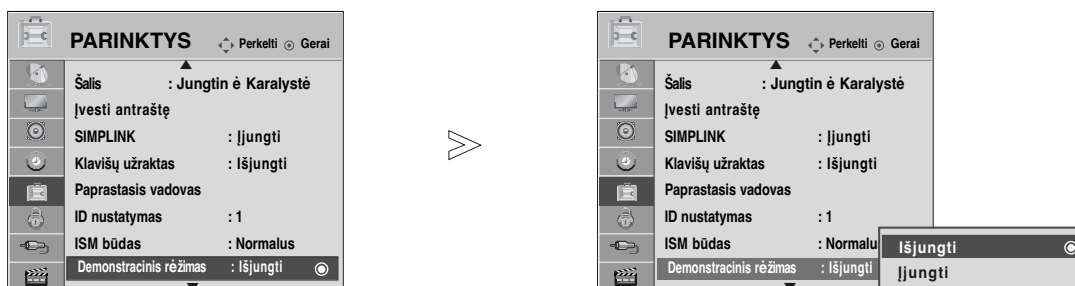 PARINKTYS Perkelti Gerai
Šalis : Jungtin ė Karalystė
Įvesti antraštę
SIMPLINK : Įjungti
Klavišų užraktas : Išjungti
Paprastasis vadovas
ID nustatymas : 1
ISM būdas : Normalus
Demonstracinis rėžimas : Išjungti
PARINKTYS Perkelti Gerai
Šalis : Jungtin ė Karalystė
Įvesti antraštę
SIMPLINK : Įjungti
Klavišų užraktas : Išjungti
Paprastasis vadovas
ID nustatymas : 1
ISM būdas : Normalu
Demonstracinis rėžimas : Išjungti
Išjungti
Įjungti